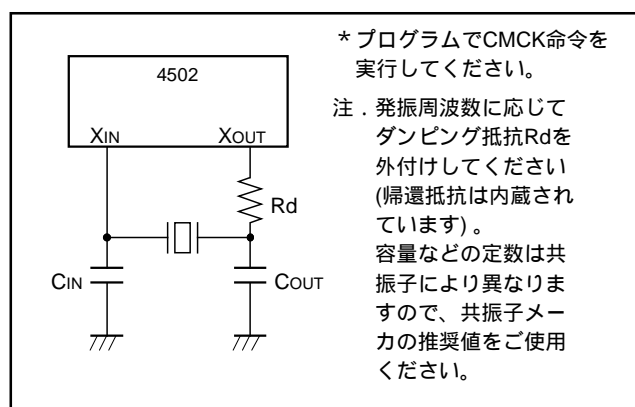 4502
XIN
XOUT
Rd
CIN
COUT
*プログラムでCMCK命令を
実行してください。
注．発振周波数に応じて
ダンピング抵抗Rdを
外付けしてください
(帰還抵抗は内蔵され
ています)。
容量などの定数は共
振子により異なりま
すので、共振子メー
カの推奨値をご使用
ください。